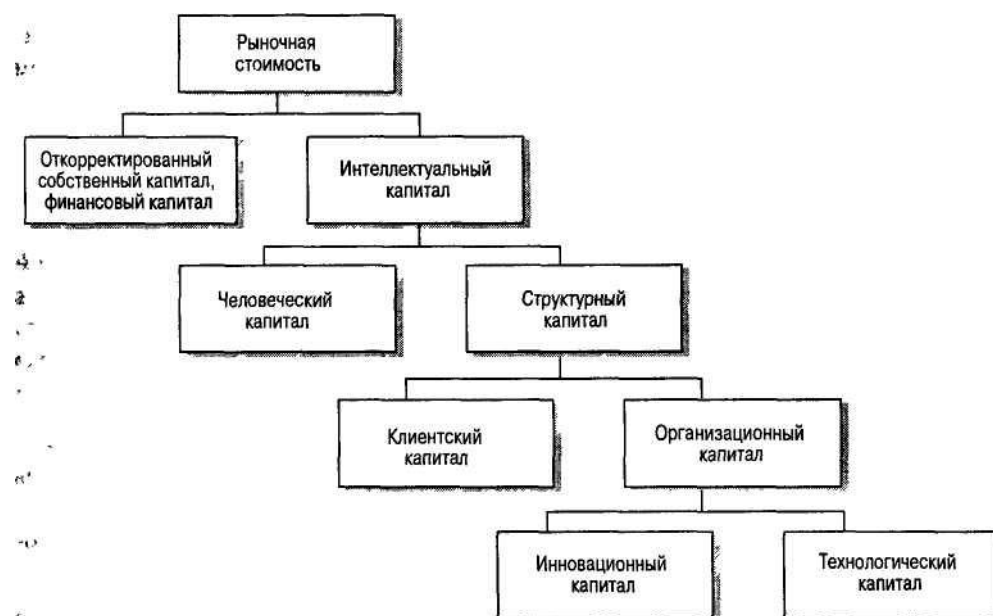 Рыночная
стоимость
Откорректированный
собственный капитал,
финансовый капитал
Интеллектуальный
капитал
Человеческий
капитал
Структурный
капитал
Клиентский
капитал
Организационный
капитал
Инновационный
капитал
Технологический
капитал